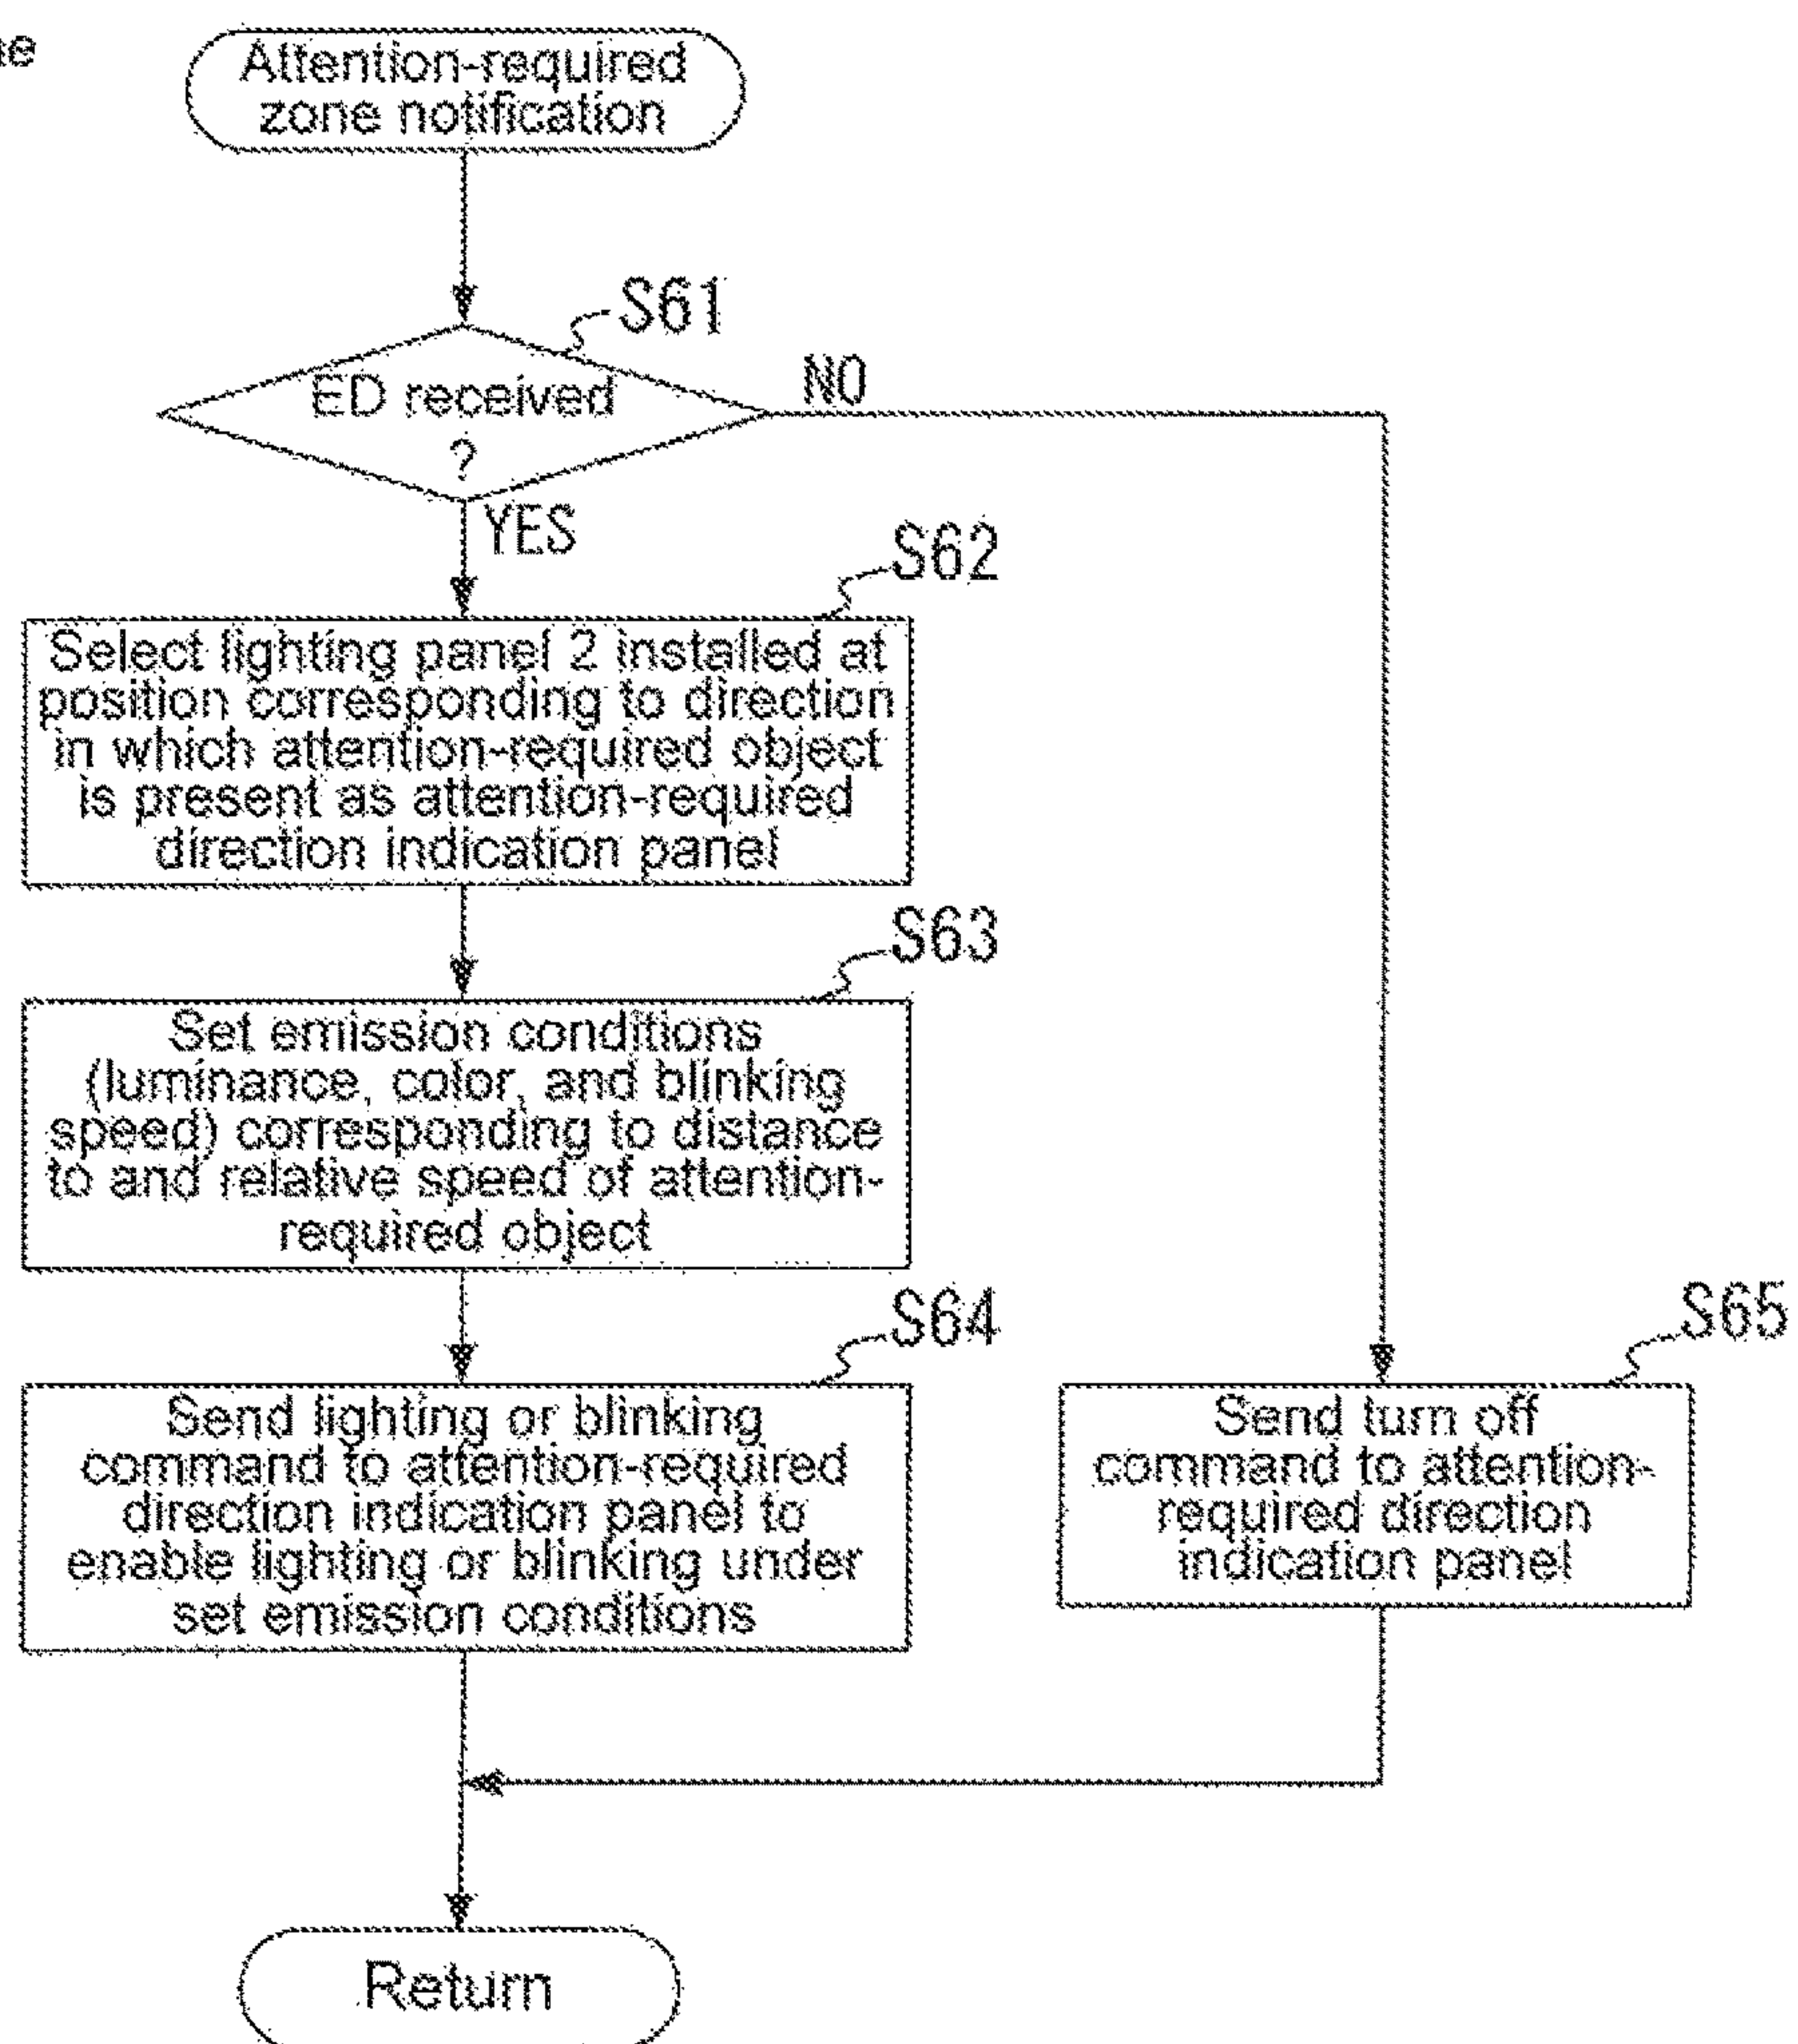 Attention-required
zone notification
S61
ED received
?
NO
YES
S62
Select lighting panel 2 installed at
position corresponding to direction
in which attention-required object
is present as attention-required
direction indication panel
S63
Set emission conditions
(luminance, color, and blinking
speed) corresponding to distance
to and relative speed of attention-
required object
S64
Send lighting or blinking
command to attention-required
direction indication panel to
enable lighting or blinking under
set emission conditions
S65
Send turn off
command to attention-
required direction
indication panel
Return